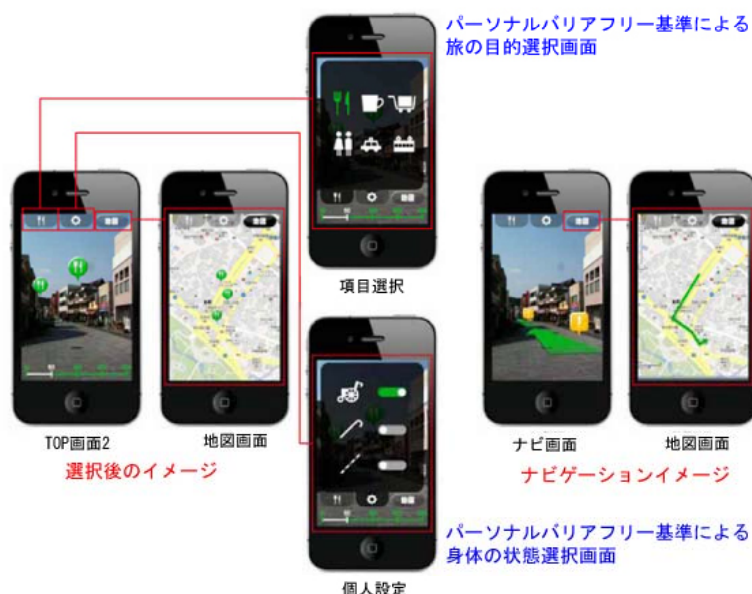 パーソナルバリアフリー基準による
旅の目的選択画面
項目選択
TOP画面2
地図画面
選択後のイメージ
ナビ画面
地図画面
ナビゲーションイメージ
パーソナルバリアフリー基準による
身体の状態選択画面
個人設定